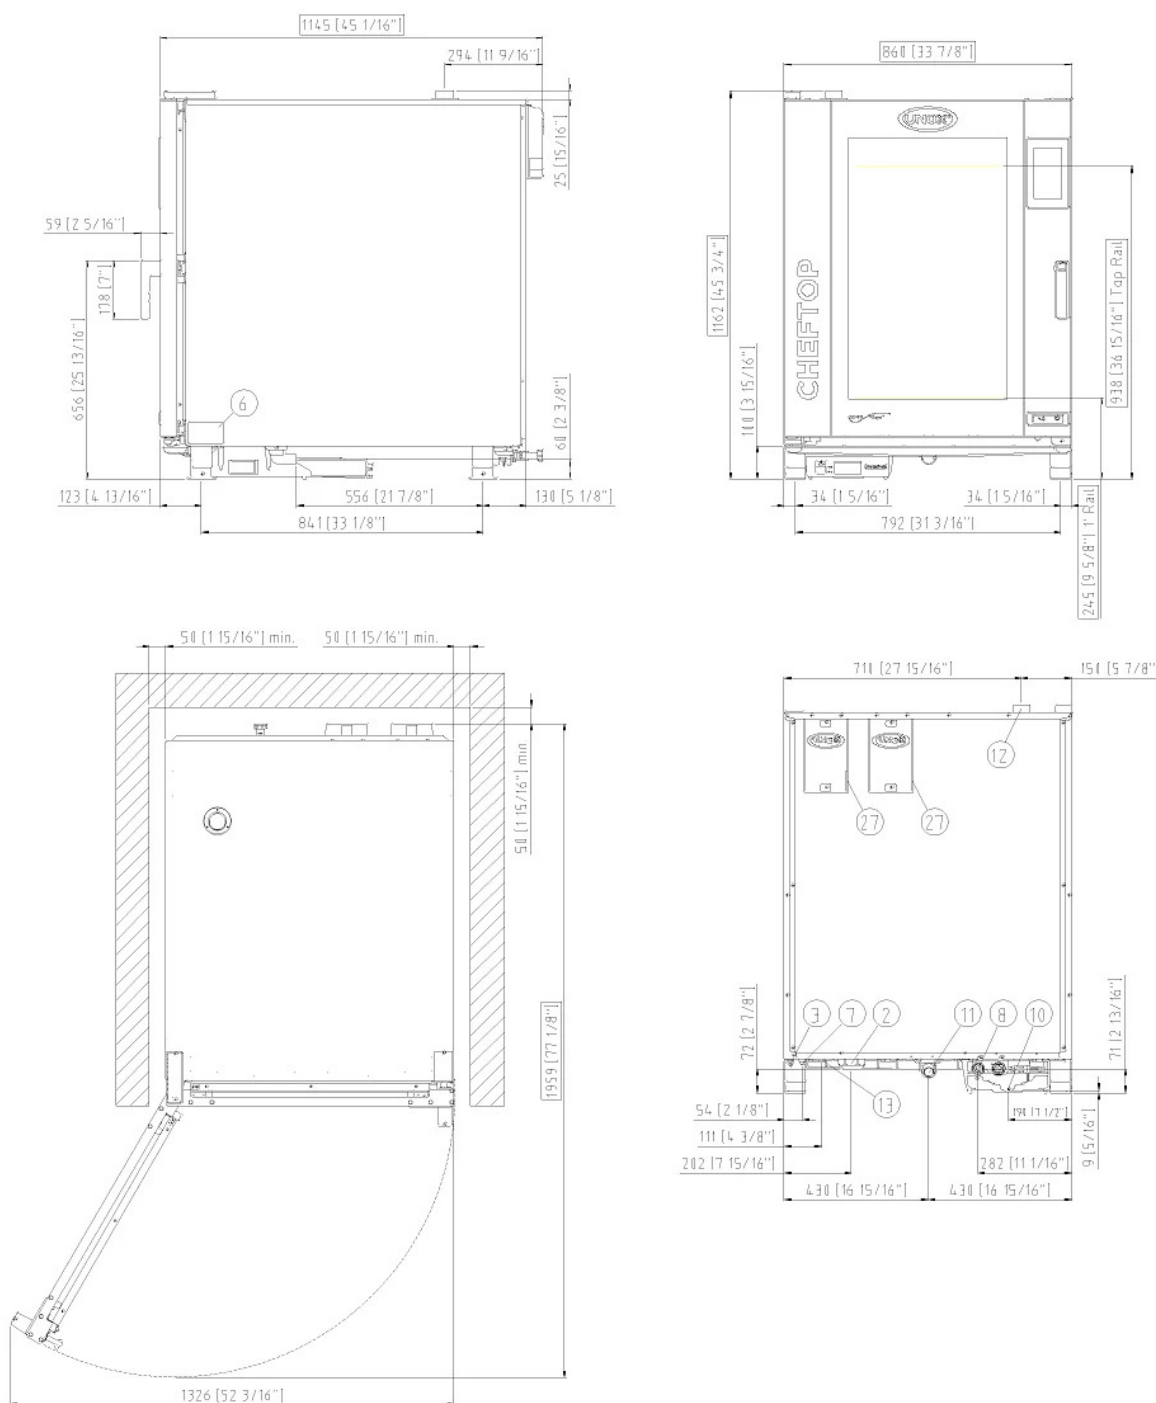 1145 [45 1/16"]
294 [11 9/16"]
25 [15/16"]
59 [2 5/16"]
138 [7"]
656 [25 13/16"]
6
60 [2 3/8"]
123 [4 13/16"]
556 [21 7/8"]
130 [5 1/8"]
841 [33 1/8"]
860 [33 7/8"]
UNOX
1162 [45 3/4"]
CHEFTOP
938 [36 15/16"] Top Rail
100 [3 15/16"]
34 [1 5/16"]
34 [1 5/16"]
792 [31 3/16"]
245 [9 5/8"] 1' Rail
50 [1 15/16"] min.
50 [1 15/16"] min.
50 [1 15/16"] min
1959 [77 1/8"]
1326 [52 3/16"]
710 [27 15/16"]
150 [5 7/8"
12
UNOX
UNOX
27
27
72 [2 7/8"]
3
7
2
11
8
10
71 [2 13/16"]
13
54 [2 1/8"]
190 [7 1/2"]
111 [4 3/8"]
9 [5/16"]
202 [7 15/16"]
282 [11 1/16"]
430 [16 15/16"]
430 [16 15/16"]